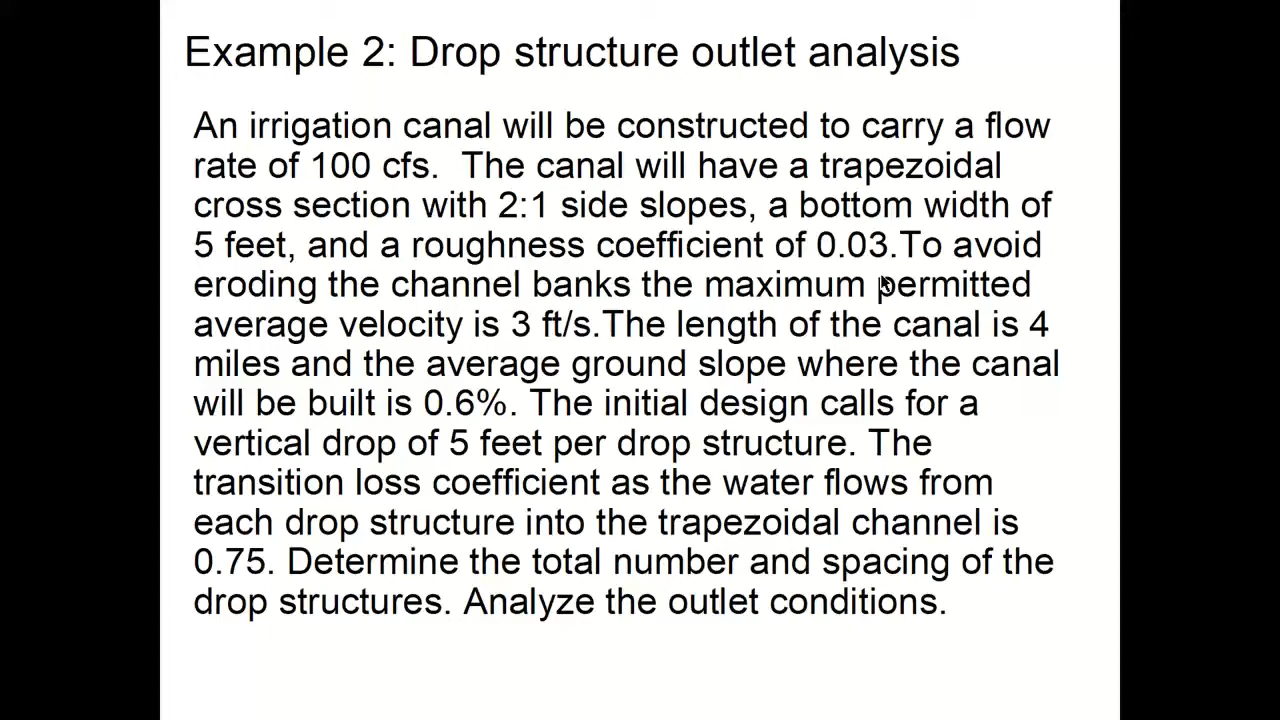 Example 2: Drop structure outlet analysis
An irrigation canal will be constructed to carry a flow
rate of 100 cfs.  The canal will have a trapezoidal
cross section with 2:1 side slopes, a bottom width of
5 feet, and a roughness coefficient of 0.03.To avoid
eroding the channel banks the maximum permitted
average velocity is 3 ft/s.The length of the canal is 4
miles and the average ground slope where the canal
will be built is 0.6%. The initial design calls for a
vertical drop of 5 feet per drop structure. The
transition loss coefficient as the water flows from
each drop structure into the trapezoidal channel is
0.75. Determine the total number and spacing of the
drop structures. Analyze the outlet conditions.